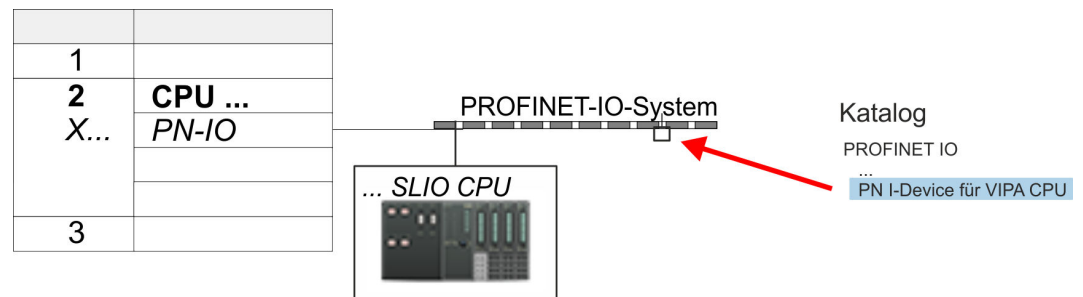 1
2 CPU ...
X... PN-IO
3
PROFINET-IO-System
... SLIO CPU
Katalog
PROFINET IO
...
PN I-Device für VIPA CPU